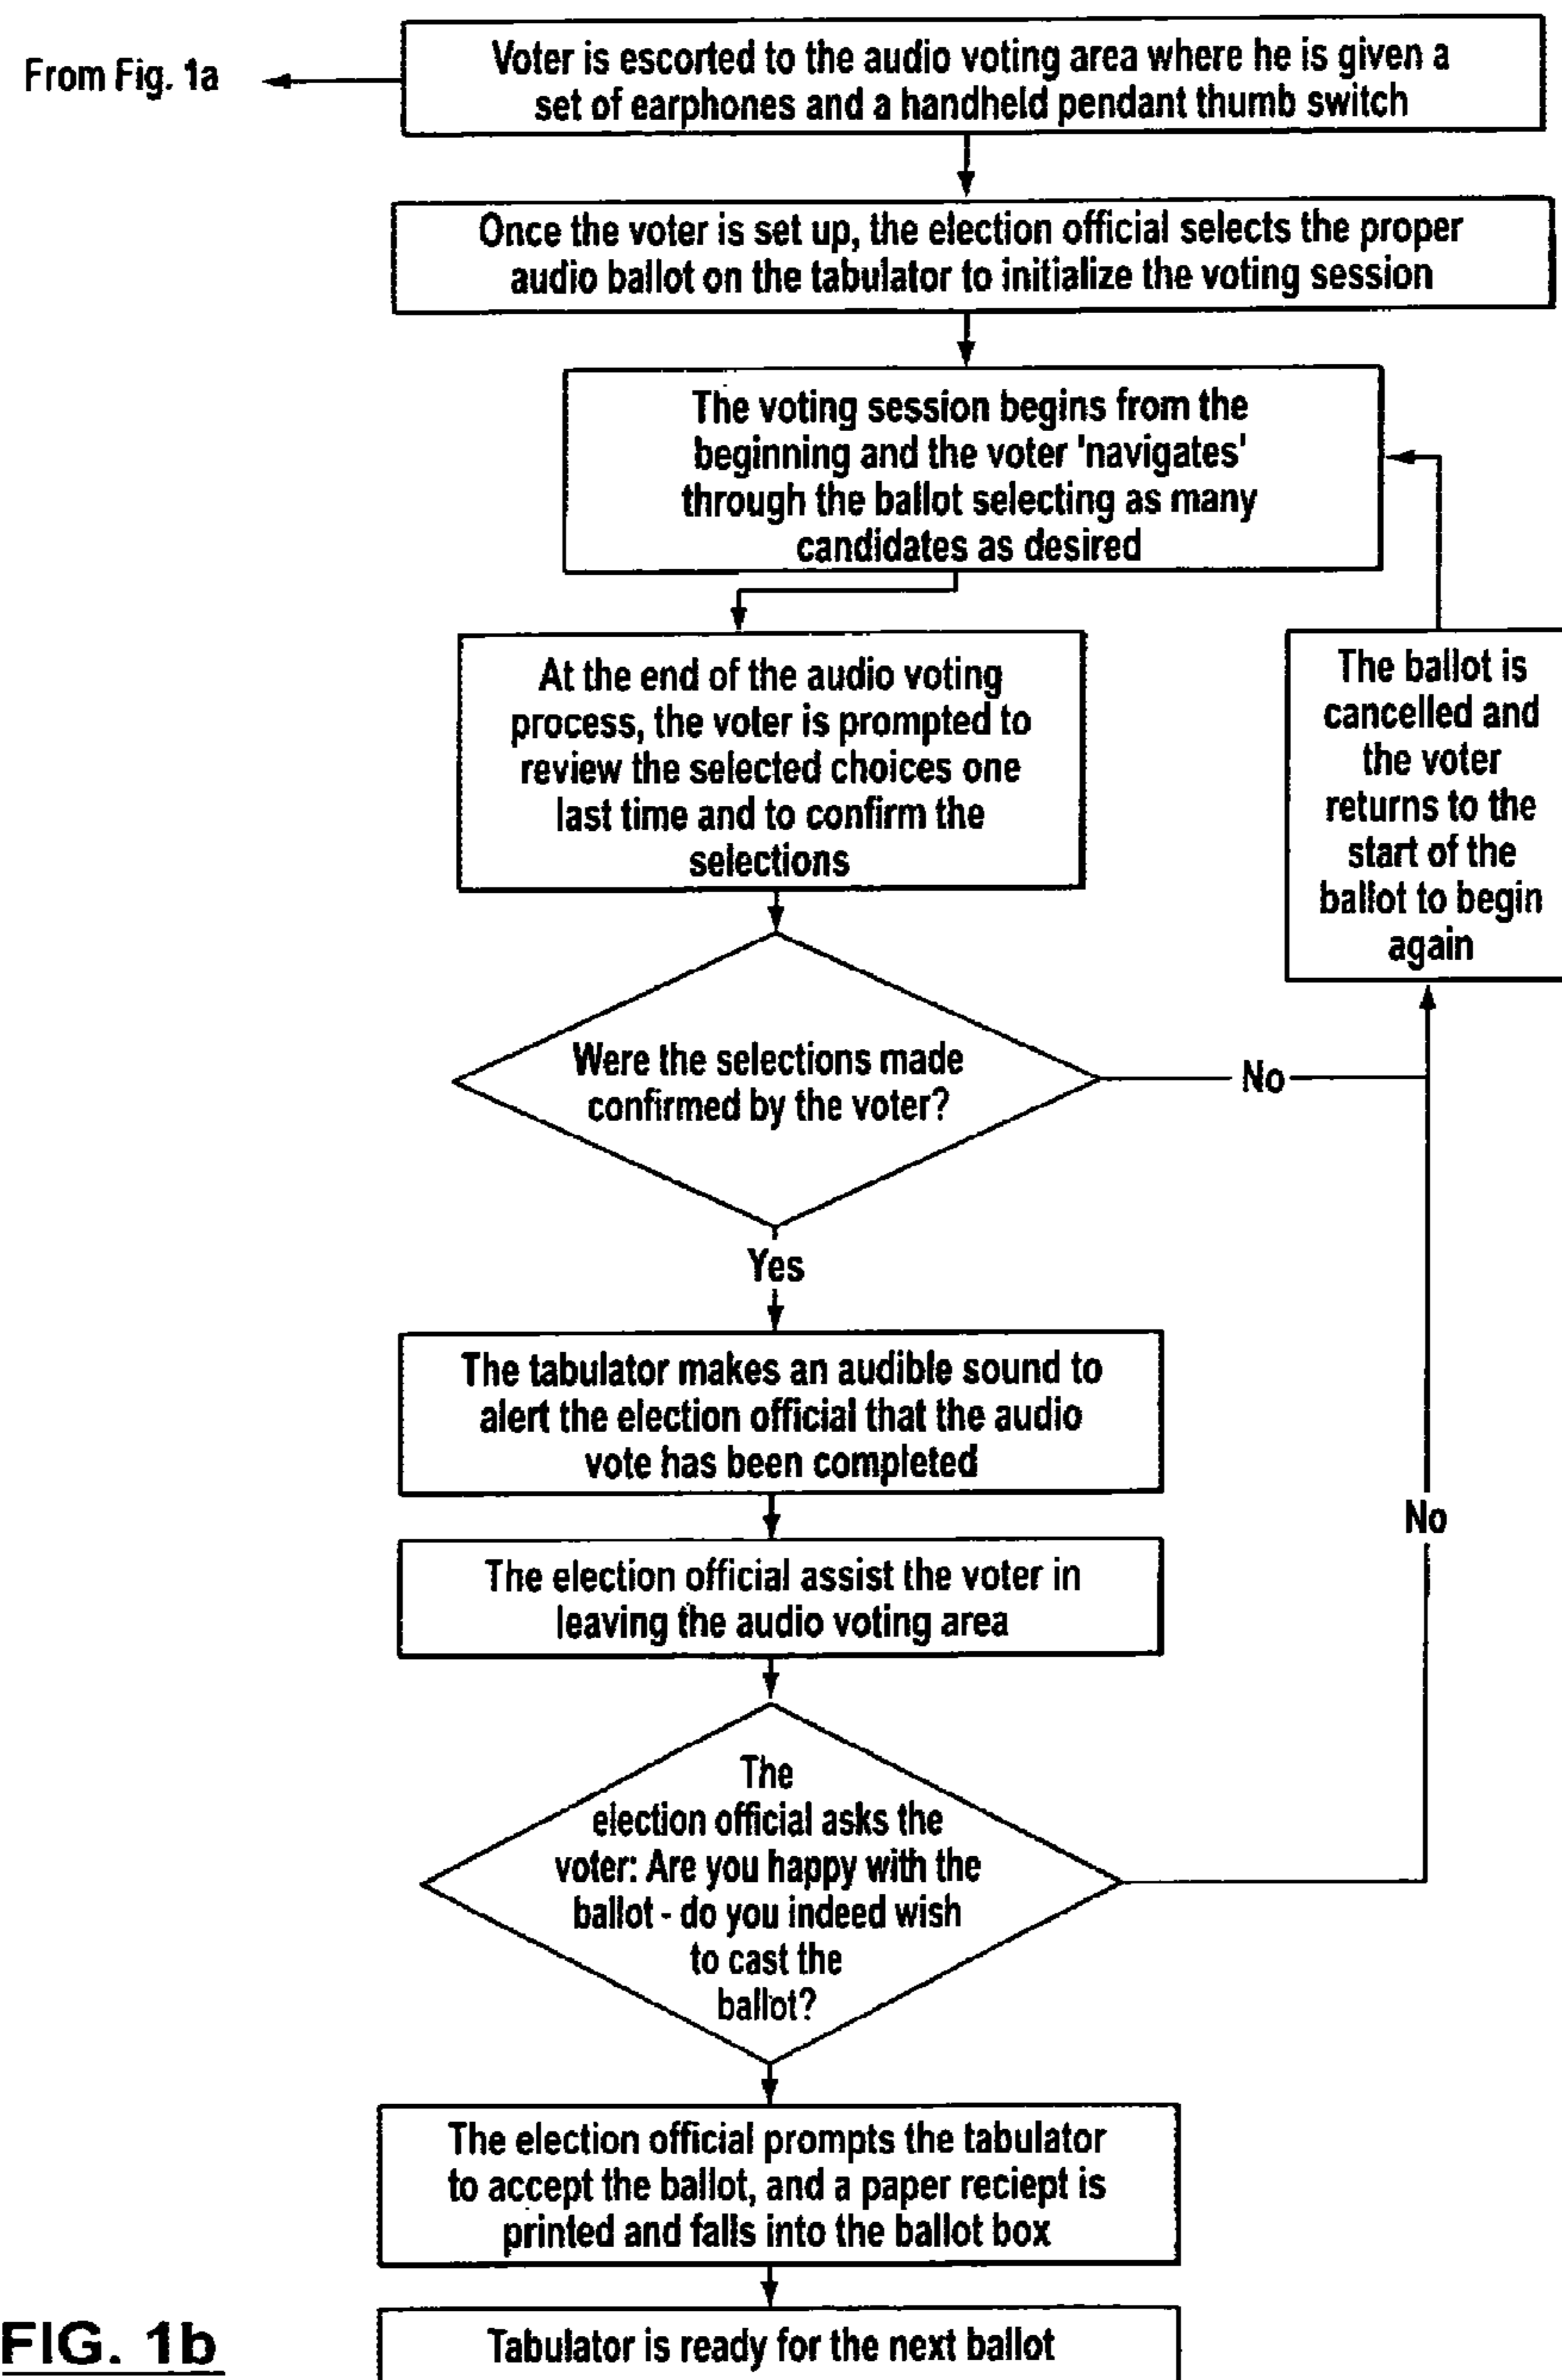 From Fig. 1a
Voter is escorted to the audio voting area where he is given a
set of earphones and a handheld pendant thumb switch
Once the voter is set up, the election official selects the proper
audio ballot on the tabulator to initialize the voting session
The voting session begins from the
beginning and the voter 'navigates'
through the ballot selecting as many
candidates as desired
At the end of the audio voting
process, the voter is prompted to
review the selected choices one
last time and to confirm the
selections
The ballot is
cancelled and
the voter
returns to the
start of the
ballot to begin
again
Were the selections made
confirmed by the voter?
No
Yes
The tabulator makes an audible sound to
alert the election official that the audio
vote has been completed
No
The election official assist the voter in
leaving the audio voting area
The
election official asks the
voter: Are you happy with the
ballot - do you indeed wish
to cast the
ballot?
The election official prompts the tabulator
to accept the ballot, and a paper reciept is
printed and falls into the ballot box
Tabulator is ready for the next ballot
FIG. 1b